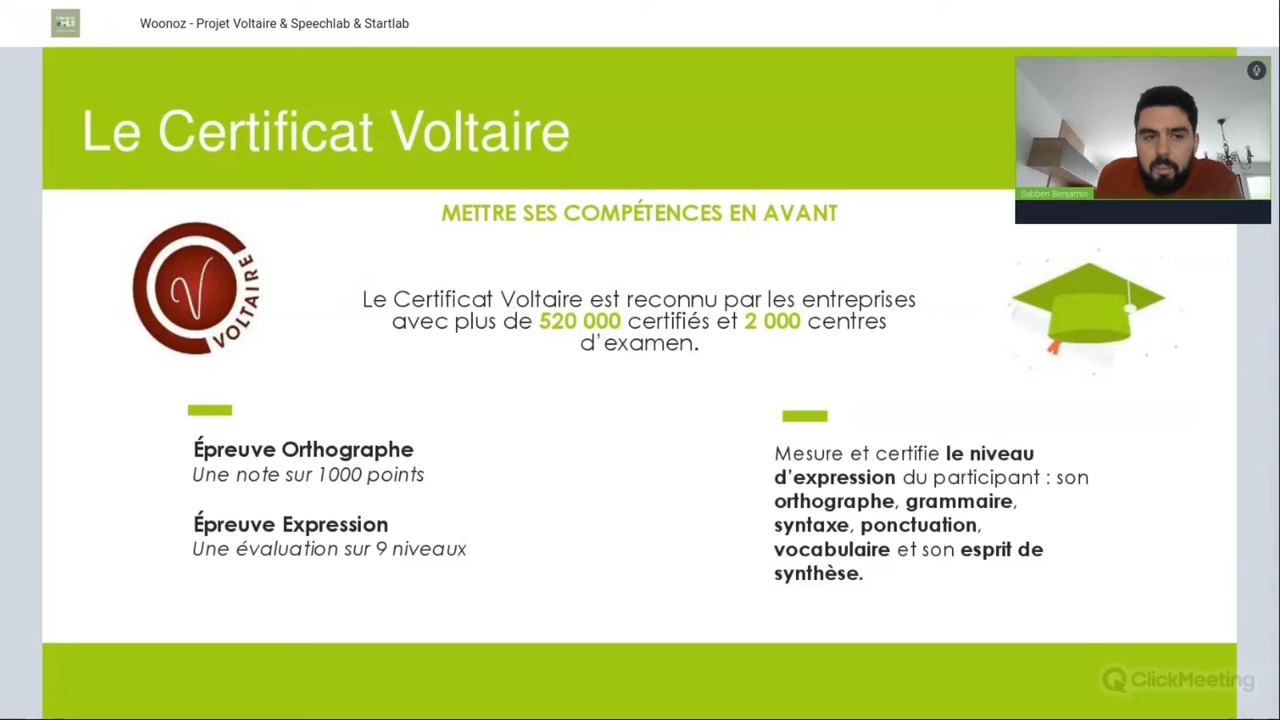 Woonoz - Projet Voltaire & Speechlab & Startlab
Le Certificat Voltaire
Sabben Benjamin
METTRE SES COMPÉTENCES EN AVANT
V
VOLTAIRE
Le Certificat Voltaire est reconnu par les entreprises
avec plus de 520 000 certifiés et 2 000 centres
d’examen.
Épreuve Orthographe
Une note sur 1000 points
Épreuve Expression
Une évaluation sur 9 niveaux
Mesure et certifie le niveau
d’expression du participant : son
orthographe, grammaire,
syntaxe, ponctuation,
vocabulaire et son esprit de
synthèse.
ClickMeeting